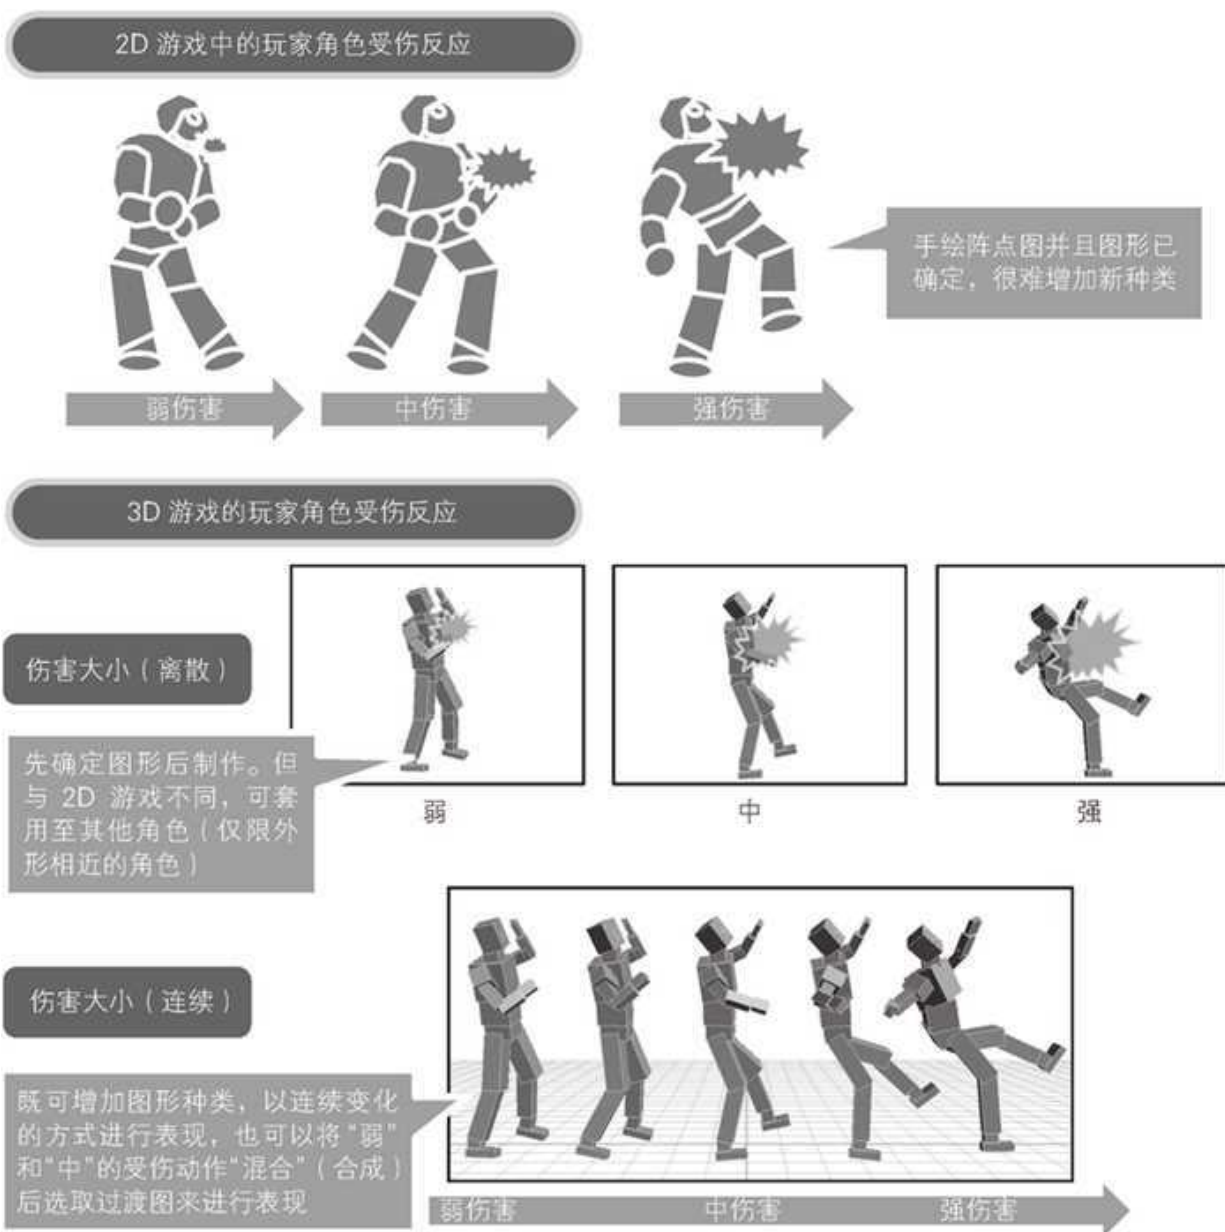 2D 游戏中的玩家角色受伤反应
手绘阵点图并且图形已
确定，很难增加新种类
弱伤害
中伤害
强伤害
3D 游戏的玩家角色受伤反应
伤害大小（离散）
先确定图形后制作。但
与 2D 游戏不同，可套
用至其他角色（仅限外
形相近的角色）
弱
中
强
伤害大小（连续）
既可增加图形种类，以连续变化
的方式进行表现，也可以将“弱”
和“中”的受伤动作“混合”（合成）
后选取过渡图来进行表现
弱伤害
中伤害
强伤害